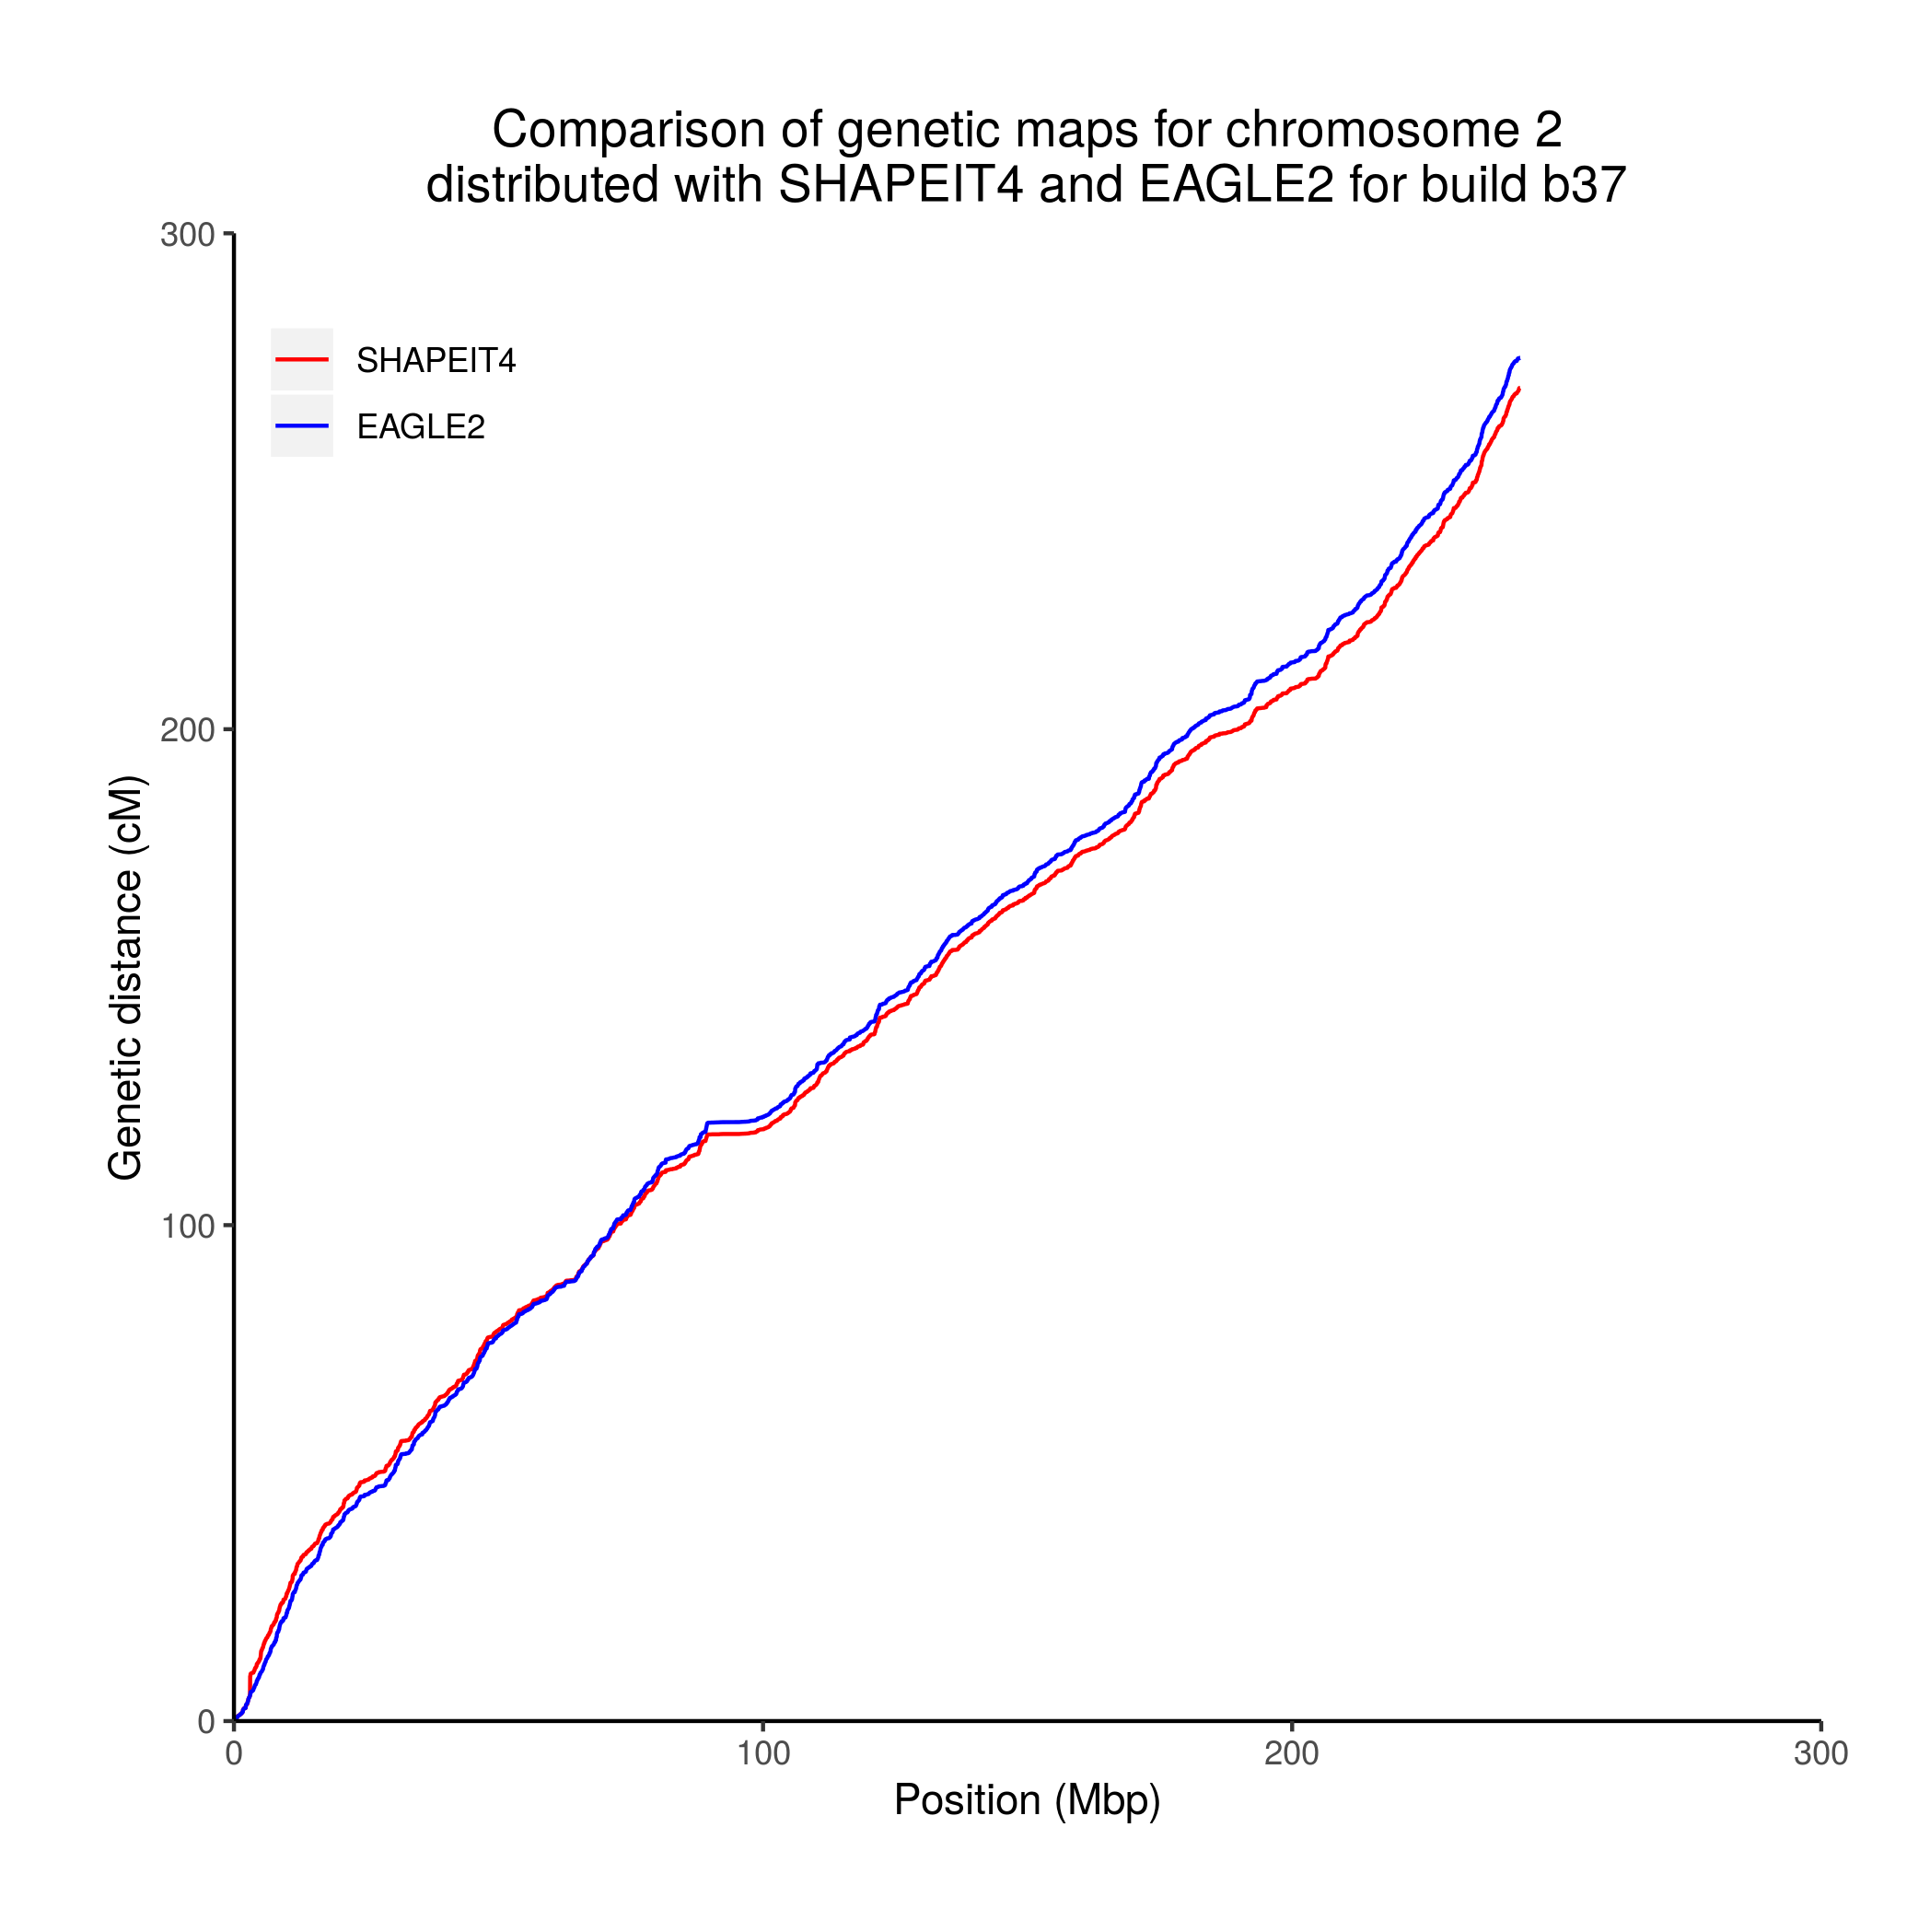 Comparison of genetic maps for chromosome 2
distributed with SHAPEIT4 and EAGLE2 for build b37
300
SHAPEIT4
EAGLE2
200
Genetic distance (cM)
100
0
0 100 200 300
Position (Mbp)